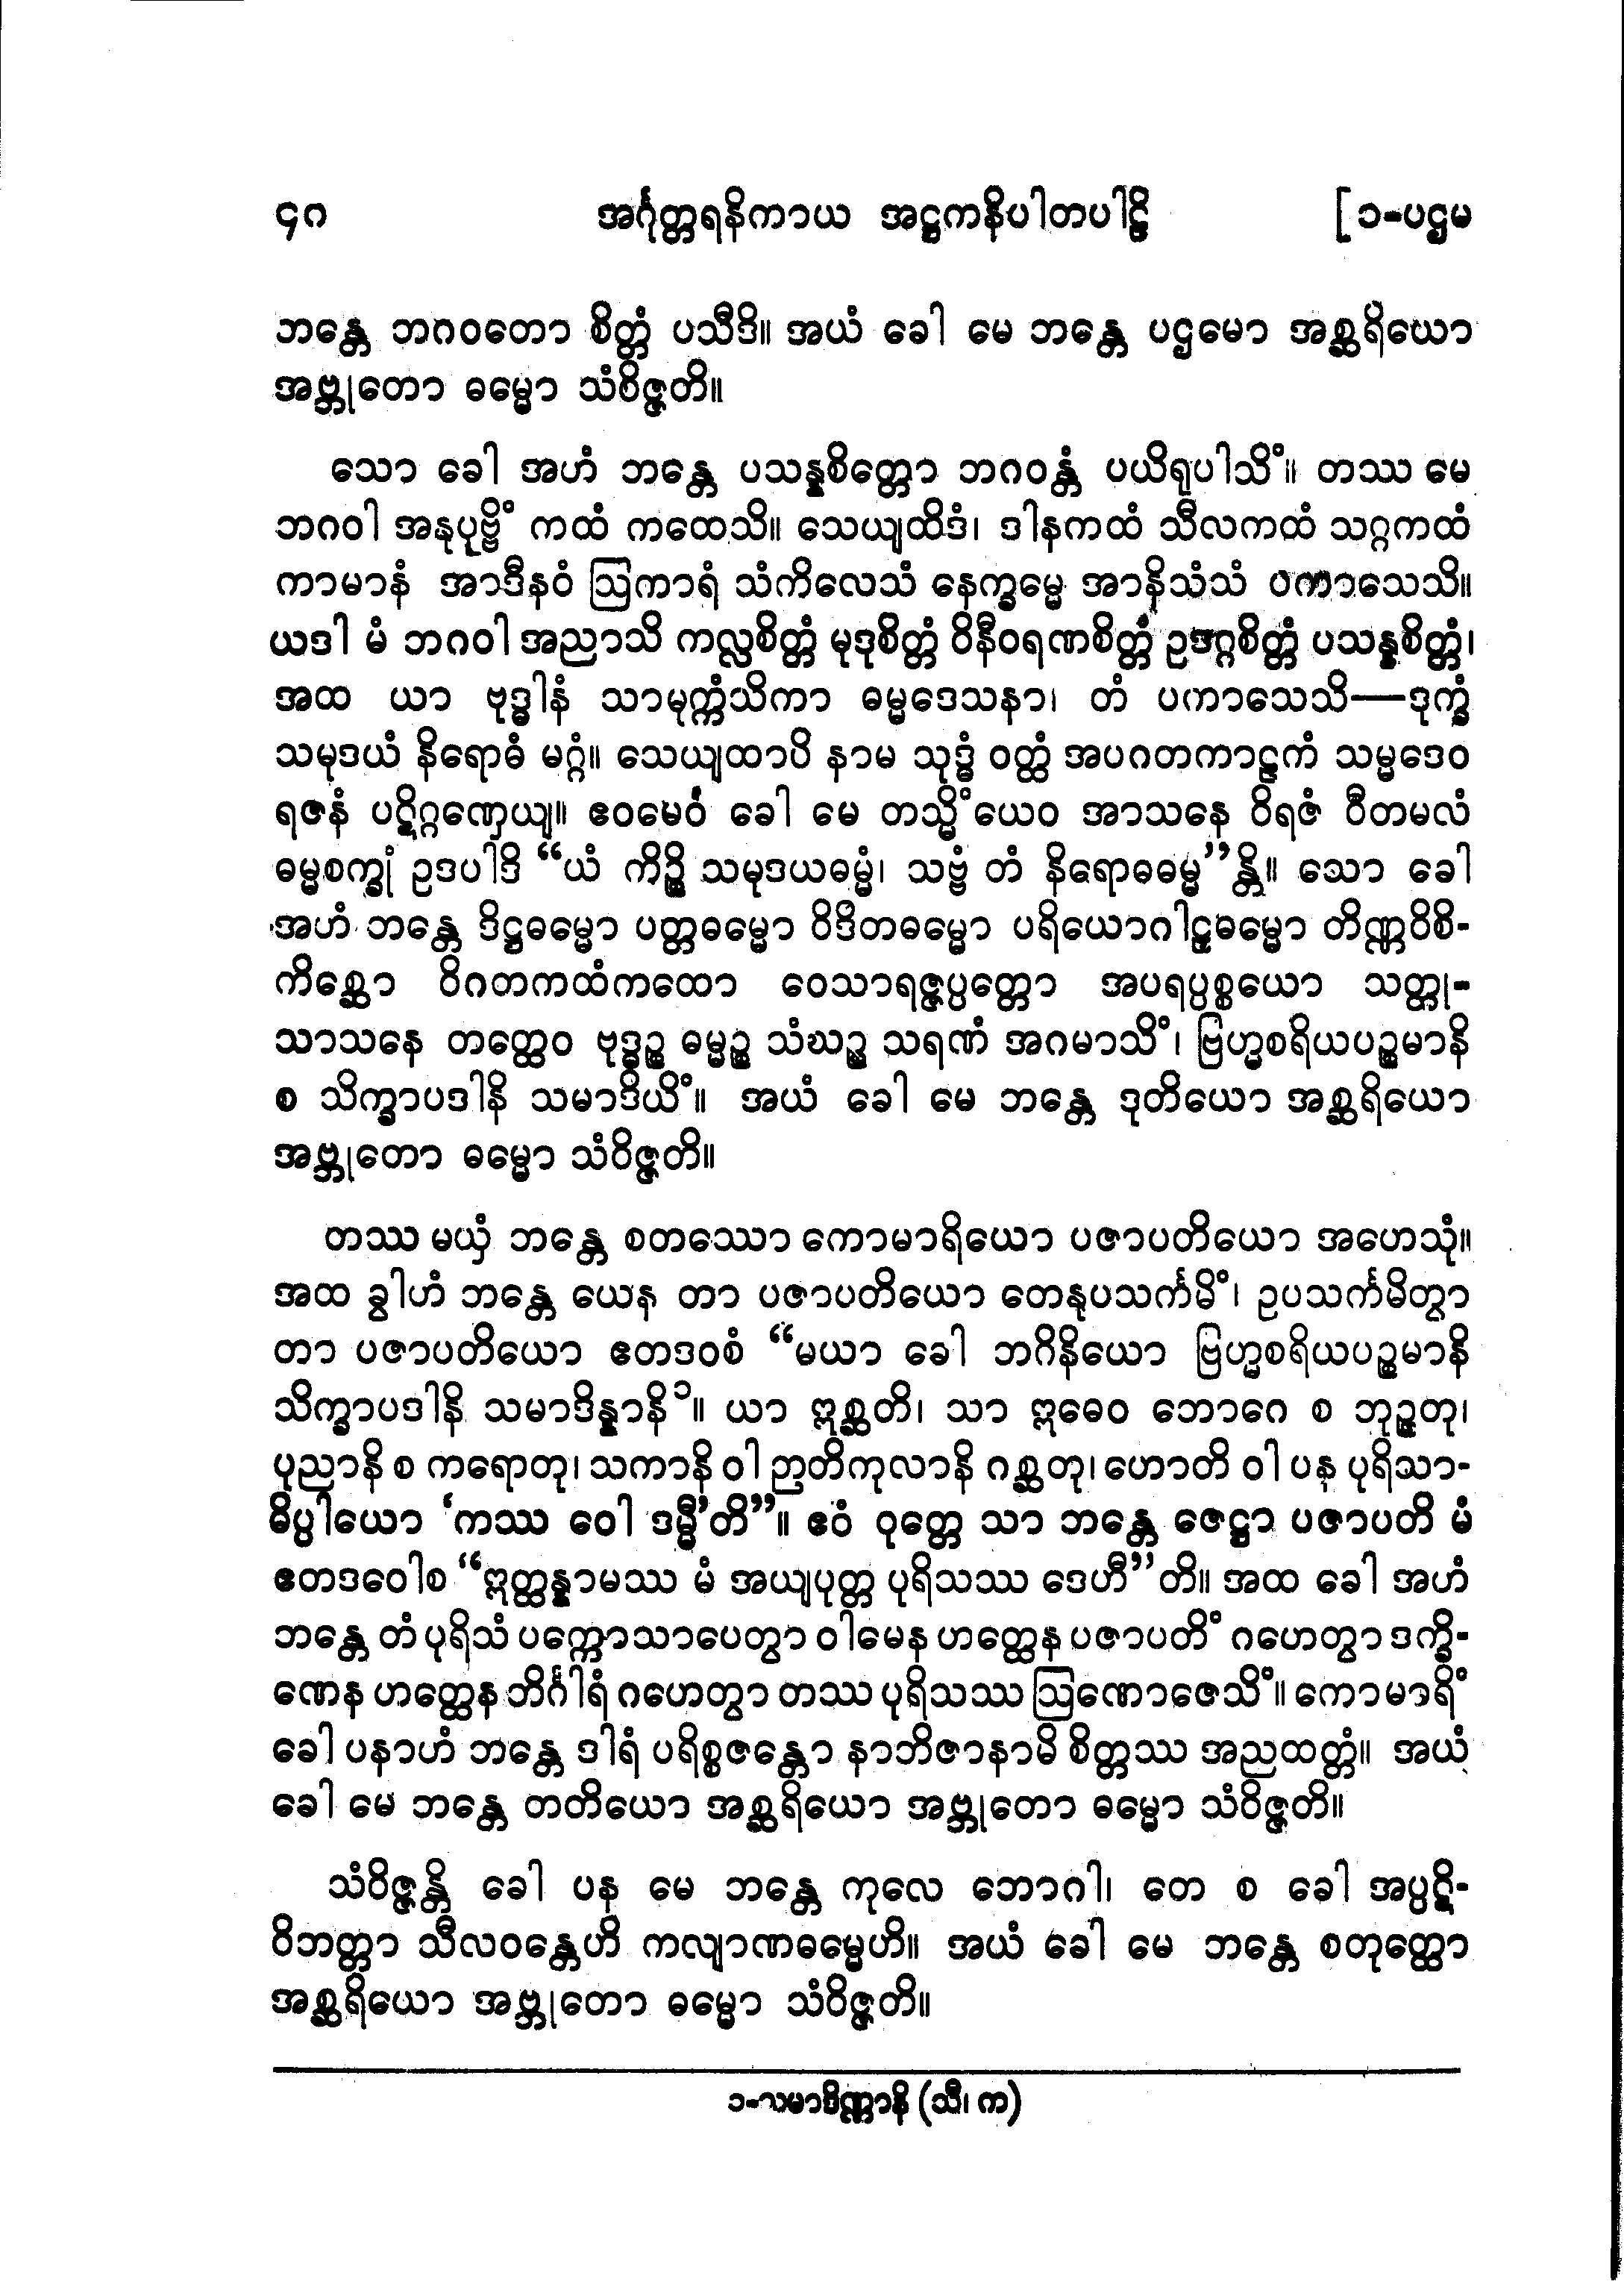 ၄၈ အင်္ဂုတ္တရနိကာယ အဋ္ဌကနိပါတပါဠိ [ ၁-ပဌမ
ဘန္တေ ဘဂဝတော စိတ္တံ ပသီဒိ။ အယံ ခေါ မေ ဘန္တေ ပဌမော အစ္ဆရိယော
အဗ္ဘုတော ဓမ္မော သံဝိဇ္ဇတိ။
သော ခေါ အဟံ ဘန္တေ ပသန္နစိတ္တော ဘဂဝန္တံ ပယိရုပါသိံ။ တဿ မေ
ဘဂဝါ အနုပုဗ္ဗိံ ကထံ ကထေသိ။ သေယျထိဒံ၊ ဒါနကထံ သီလကထံ သဂ္ဂကထံ
ကာမာနံ အာဒီနဝံ ဩကာရံ သံကိလေသံ နေက္ခမ္မေ အာနိသံသံ ပကာသေသိ။
ယဒါ မံ ဘဂဝါ အညာသိ ကလ္လစိတ္တံ မုဒုစိတ္တံ ဝိနီဝရဏစိတ္တံ ဥဒဂ္ဂစိတ္တံ ပသန္နစိတ္တံ၊
အထ ယာ ဗုဒ္ဓါနံ သာမုက္ကံသိကာ ဓမ္မဒေသနာ၊ တံ ပကာသေသိ—ဒုက္ခံ
သမုဒယံ နိရောဓံ မဂ္ဂံ။ သေယျထာပိ နာမ သုဒ္ဓံ ဝတ္ထံ အပဂတကာဠကံ သမ္မဒေဝ
ရဇနံ ပဋိဂ္ဂဏှေယျ။ ဧဝမေဝံ ခေါ မေ တသ္မိံယေဝ အာသနေ ဝိရဇံ ဝီတမလံ
ဓမ္မစက္ခုံ ဥဒပါဒိ “ယံ ကိဉ္စိ သမုဒယဓမ္မံ၊ သဗ္ဗံ တံ နိရောဓဓမ္မ”န္တိ။ သော ခေါ
အဟံ ဘန္တေ ဒိဋ္ဌဓမ္မော ပတ္တဓမ္မော ဝိဒိတဓမ္မော ပရိယောဂါဠှဓမ္မော တိဏ္ဏဝိစိ-
ကိစ္ဆော ဝိဂတကထံကထော ဝေသာရဇ္ဇပ္ပတ္တော အပရပ္ပစ္စယော သတ္ထု-
သာသနေ တတ္ထေဝ ဗုဒ္ဓဉ္စ ဓမ္မဉ္စ သံဃဉ္စ သရဏံ အဂမာသိံ၊ ဗြဟ္မစရိယပဉ္စမာနိ
စ သိက္ခာပဒါနိ သမာဒိယိံ။ အယံ ခေါ မေ ဘန္တေ ဒုတိယော အစ္ဆရိယော
အဗ္ဘုတော ဓမ္မော သံဝိဇ္ဇတိ။
တဿ မယှံ ဘန္တေ စတဿော ကောမာရိယော ပဇာပတိယော အဟေသုံ။
အထ ခွါဟံ ဘန္တေ ယေန တာ ပဇာပတိယော တေနုပသင်္ကမိံ၊ ဥပသင်္ကမိတွာ
တာ ပဇာပတိယော ဧတဒဝစံ “မယာ ခေါ ဘဂိနိယော ဗြဟ္မစရိယပဉ္စမာနိ
သိက္ခာပဒါနိ သမာဒိန္နာနိ၁။ ယာ ဣစ္ဆတိ၊ သာ ဣဓေဝ ဘောဂေ စ ဘုဉ္ဇတု၊
ပုညာနိ စ ကရောတု၊ သကာနိ ဝါ ဉာတိကုလာနိ ဂစ္ဆတု၊ ဟောတိ ဝါ ပန ပုရိသာ-
ဓိပ္ပါယော ‘ကဿ ဝေါ ဒမ္မီ’တိ”။ ဧဝံ ဝုတ္တေ သာ ဘန္တေ ဇေဋ္ဌာ ပဇာပတိ မံ
ဧတဒဝေါစ “ဣတ္ထန္နာမဿ မံ အယျပုတ္တ ပုရိသဿ ဒေဟီ”တိ။ အထ ခေါ အဟံ
ဘန္တေ တံ ပုရိသံ ပက္ကောသာပေတွာ ဝါမေန ဟတ္ထေန ပဇာပတိံ ဂဟေတွာ ဒက္ခိ-
ဏေန ဟတ္ထေန ဘိင်္ဂါရံ ဂဟေတွာ တဿ ပုရိသဿ ဩဏောဇေသိံ။ ကောမာရိံ
ခေါ ပနာဟံ ဘန္တေ ဒါရံ ပရိစ္စဇန္တော နာဘိဇာနာမိ စိတ္တဿ အညထတ္တံ။ အယံ
ခေါ မေ ဘန္တေ တတိယော အစ္ဆရိယော အဗ္ဘုတော ဓမ္မော သံဝိဇ္ဇတိ။
သံဝိဇ္ဇန္တိ ခေါ ပန မေ ဘန္တေ ကုလေ ဘောဂါ၊ တေ စ ခေါ အပ္ပဋိ-
ဝိဘတ္တာ သီလဝန္တေဟိ ကလျာဏဓမ္မေဟိ။ အယံ ခေါ မေ ဘန္တေ စတုတ္ထော
အစ္ဆရိယော အဗ္ဘုတော ဓမ္မော သံဝိဇ္ဇတိ။
၁-သမာဒိဏ္ဏာနိ (သီ၊ က)